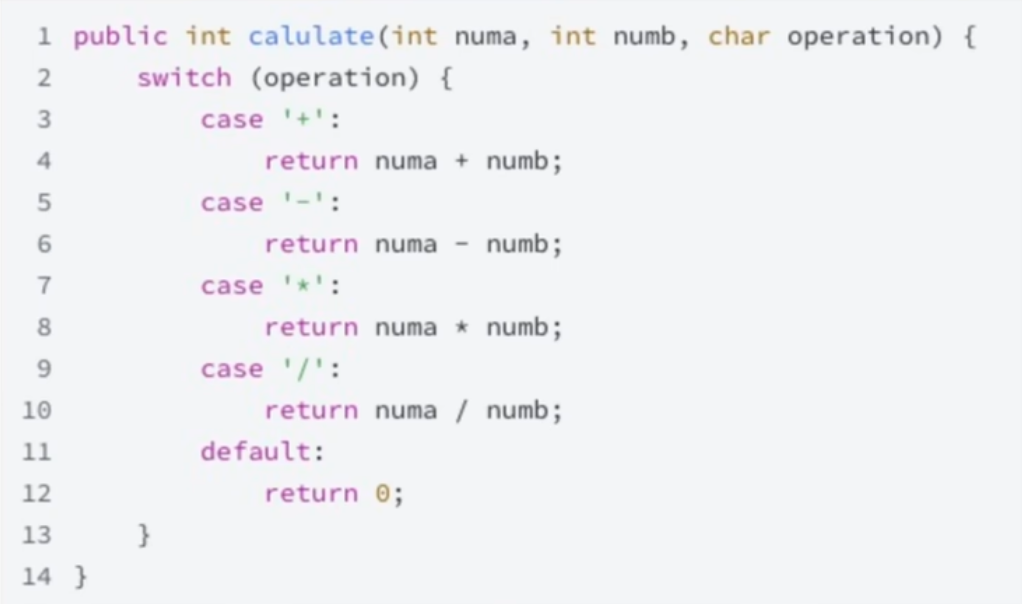 1 public int calulate(int numa, int numb, char operation) {
2     switch (operation) {
3         case '+':
4             return numa + numb;
5         case '-':
6             return numa - numb;
7         case '*':
8             return numa * numb;
9         case '/':
10             return numa / numb;
11         default:
12             return 0;
13     }
14 }